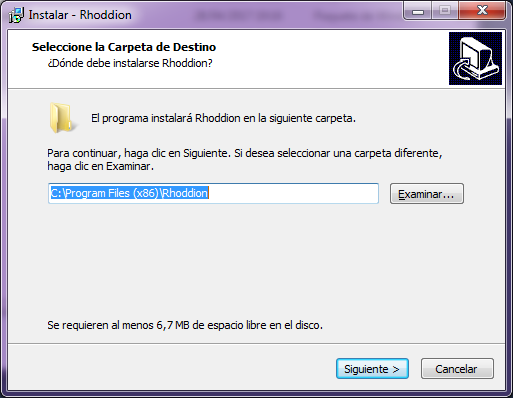 Instalar - Rhoddion
Seleccione la Carpeta de Destino
¿Dónde debe instalarse Rhoddion?
El programa instalará Rhoddion en la siguiente carpeta.
Para continuar, haga clic en Siguiente. Si desea seleccionar una carpeta diferente,
haga clic en Examinar.
C:\Program Files (x86)\Rhoddion
Examinar...
Se requieren al menos 6,7 MB de espacio libre en el disco.
Siguiente >
Cancelar